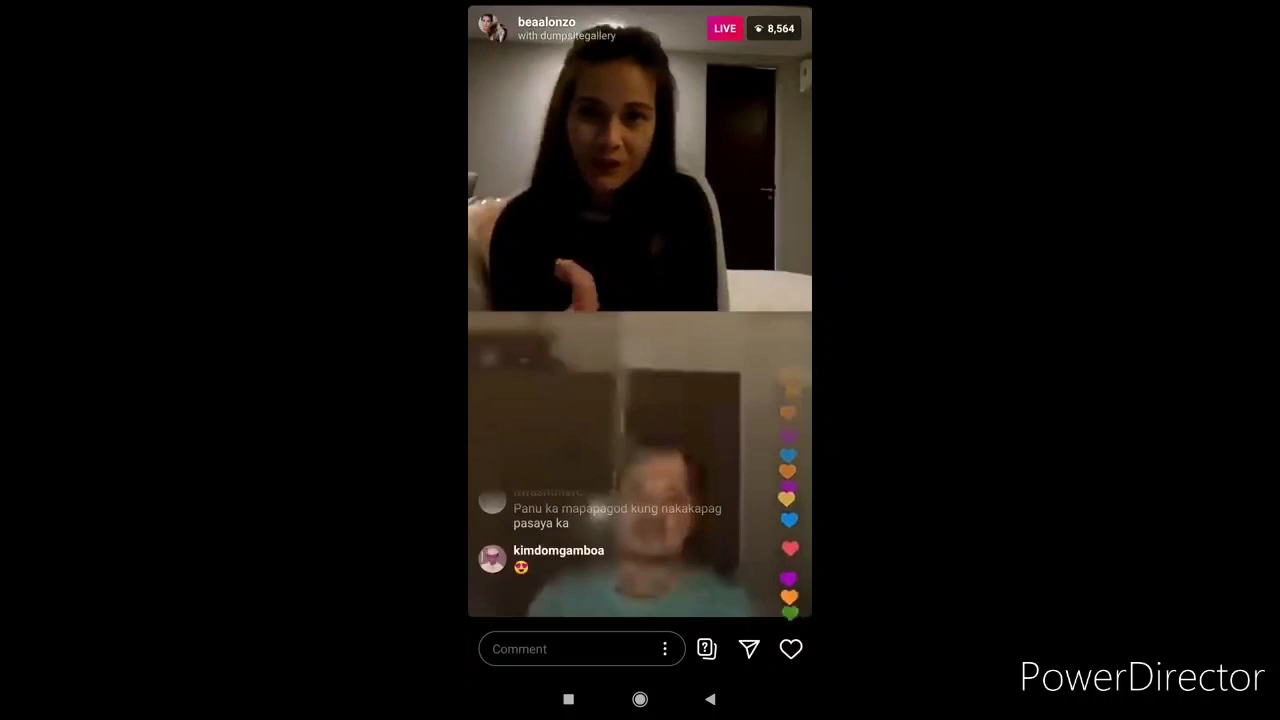 beaalonzo
with dumpsitegallery
LIVE
8,564
Panu ka mapapagod kung nakakapag
pasaya ka
kimdomgamboa
😍
Comment
PowerDirector